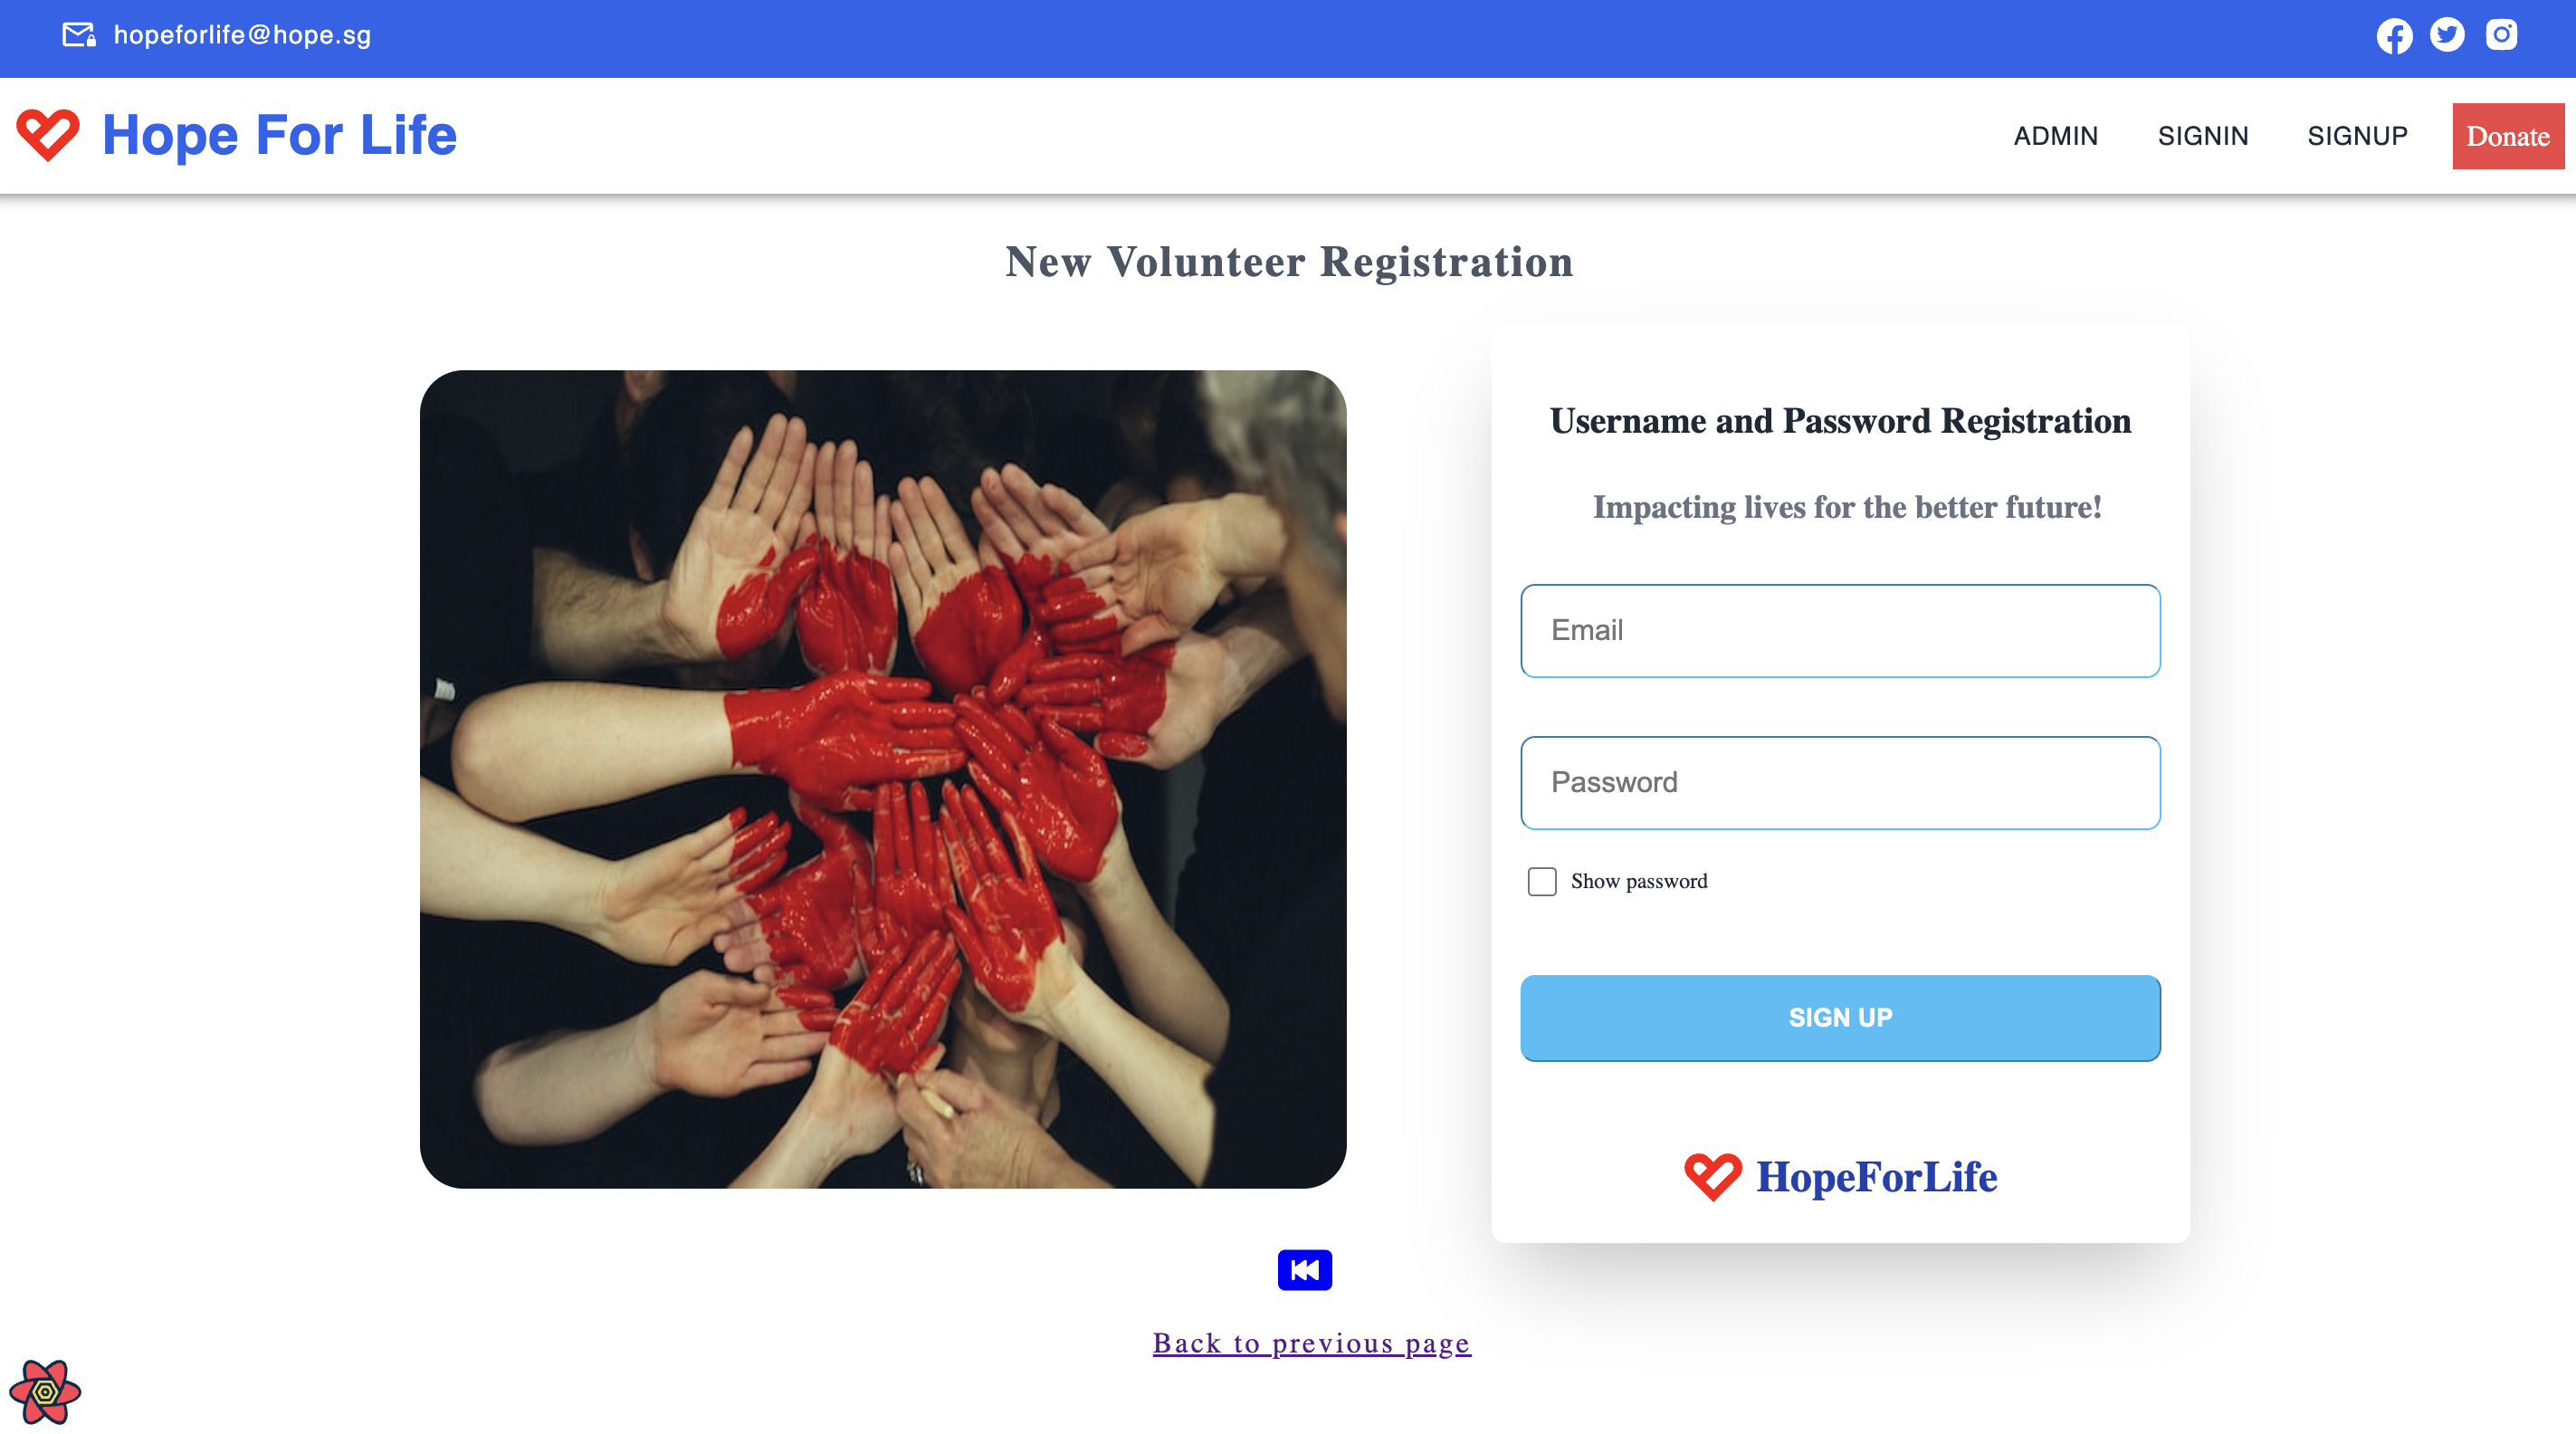 hopeforlife@hope.sg
Hope For Life
ADMIN
SIGNIN
SIGNUP
Donate
New Volunteer Registration
Username and Password Registration
Impacting lives for the better future!
Email
Password
Show password
SIGN UP
HopeForLife
Back to previous page